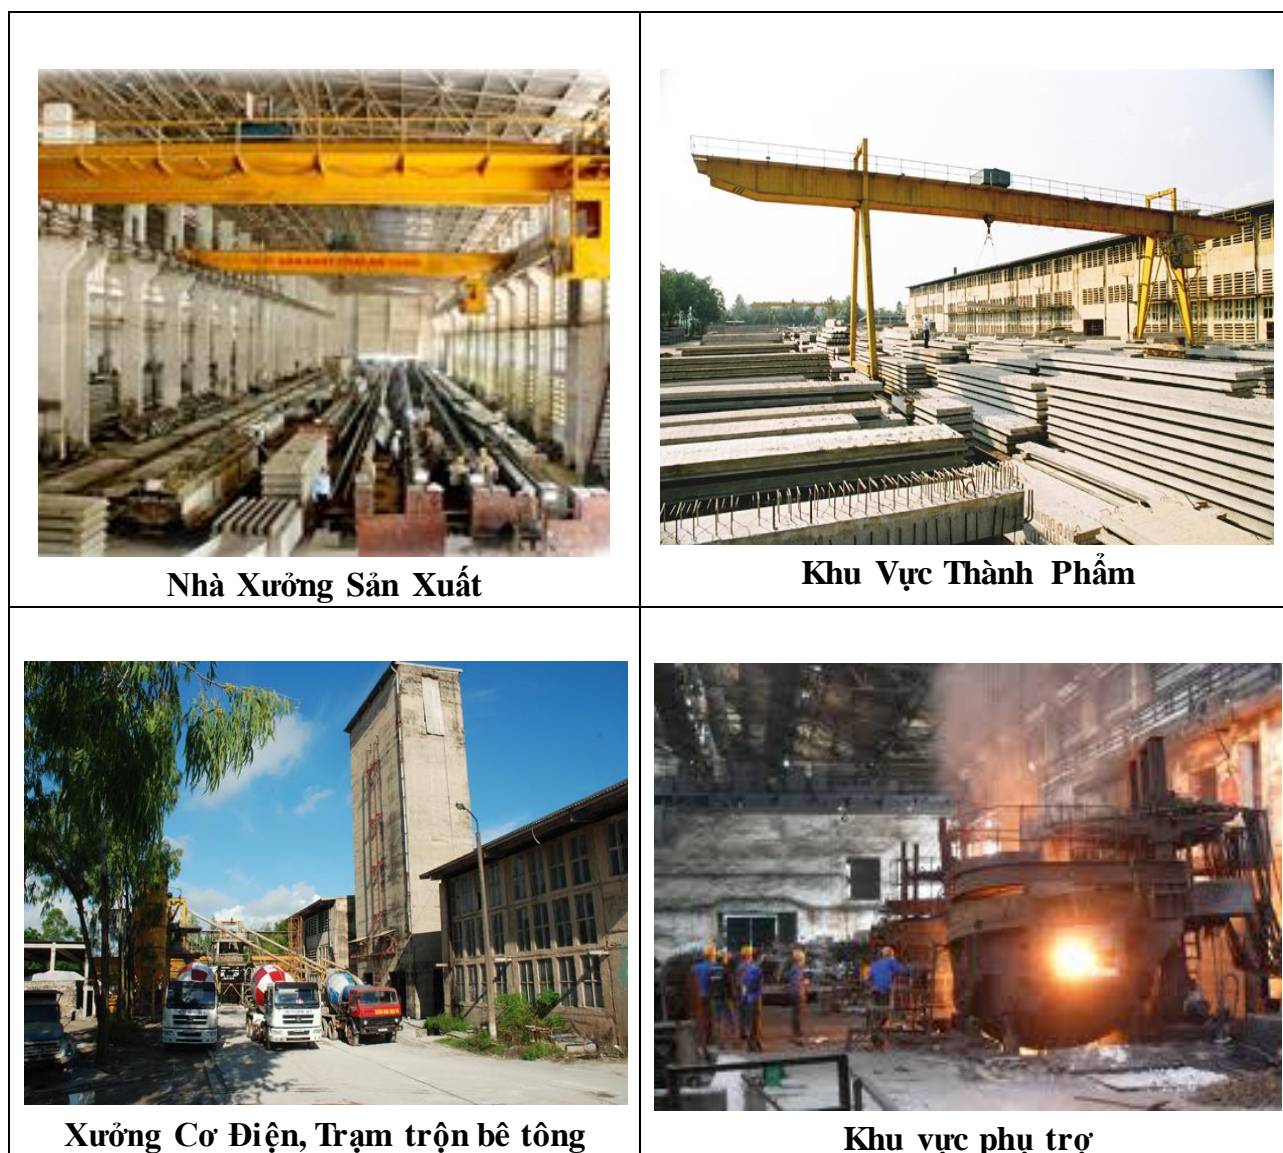 Nhà Xưởng Sản Xuất
Khu Vực Thành Phẩm
Xưởng Cơ Điện, Trạm trộn bê tông
Khu vực phụ trợ